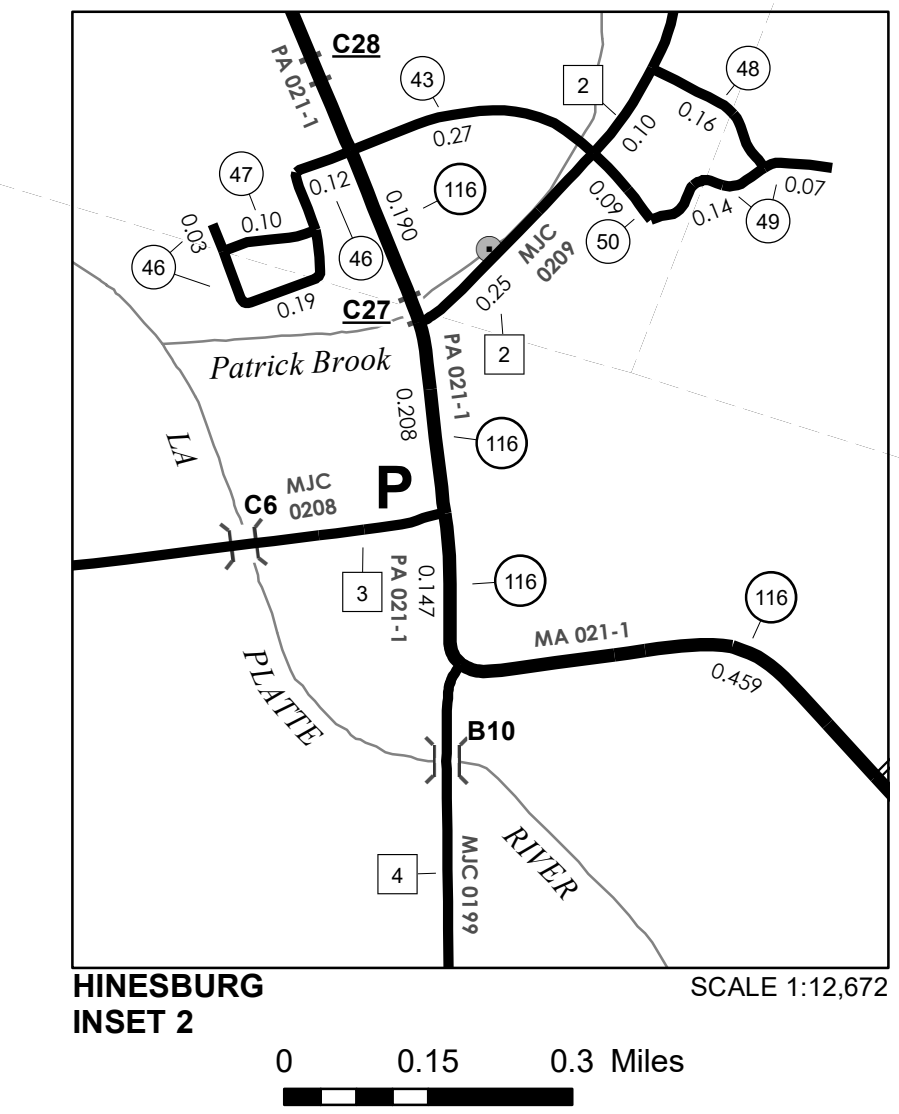 C28
PA 021-1
43
2
48
0.27
0.10
0.16
47
0.12
116
0.07
0.10
0.190
0.09
0.14
49
0.03
50
46
46
MJC
0209
0.19
0.25
C27
2
Patrick Brook
PA 021-1
0.208
116
LA
P
MJC
0208
C6
3
PA 021-1
0.147
116
116
MA 021-1
0.459
PLATTE
B10
RIVER
4
MJC 0199
HINESBURG
INSET 2
SCALE 1:12,672
0 0.15 0.3 Miles